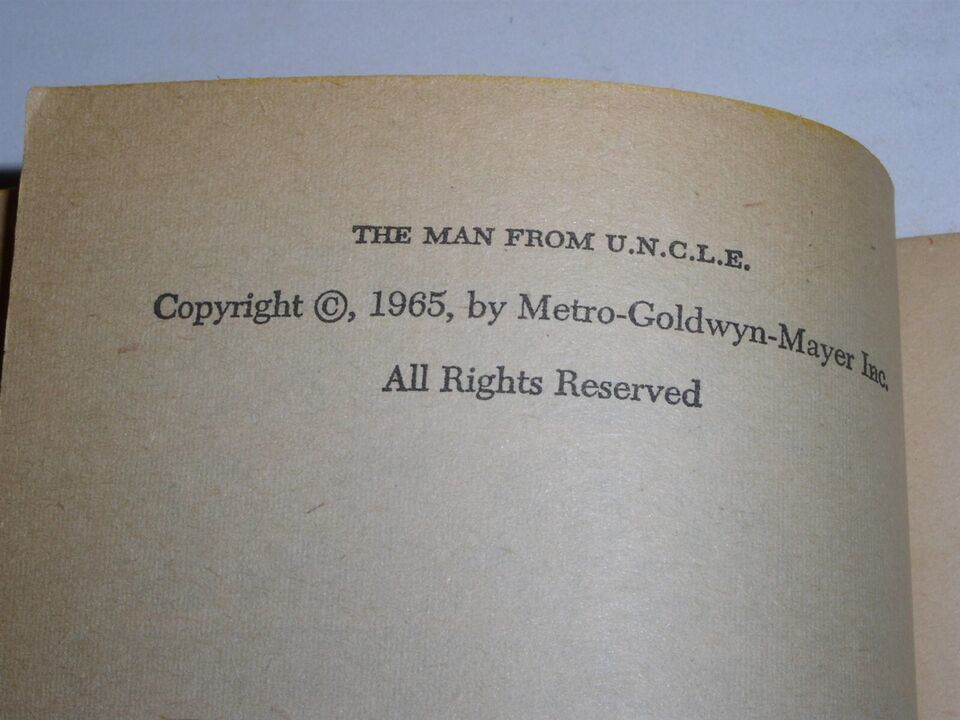 THE MAN FROM U.N.C.L.E.
Copyright ©, 1965, by Metro-Goldwyn-Mayer Inc.
All Rights Reserved